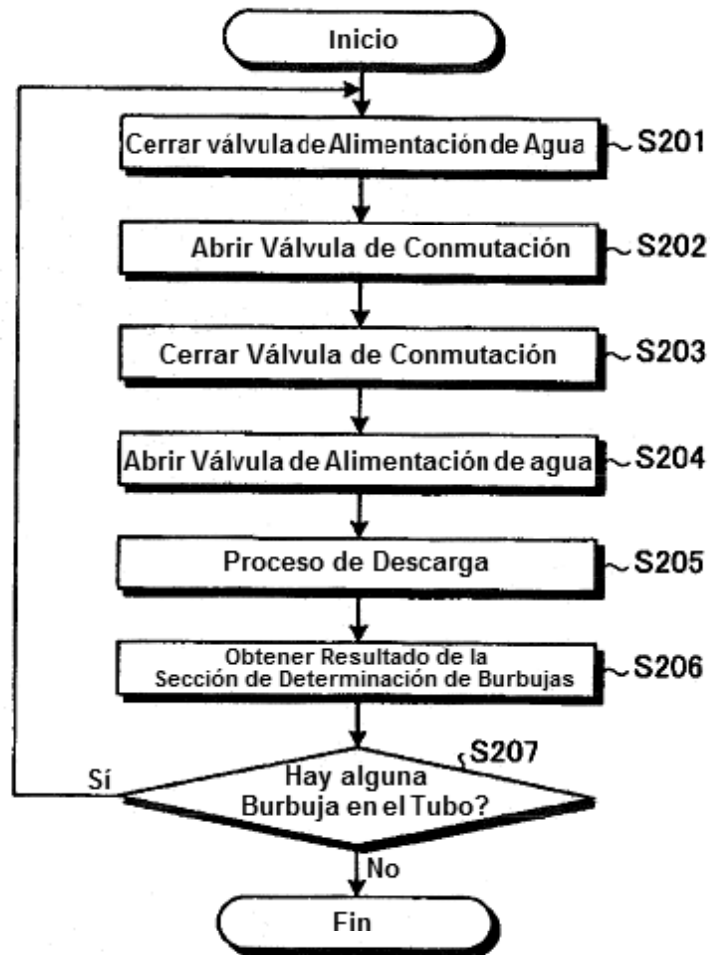 Inicio
Cerrar válvula de Alimentación de Agua
S201
Abrir Válvula de Conmutación
S202
Cerrar Válvula de Conmutación
S203
Abrir Válvula de Alimentación de agua
S204
Proceso de Descarga
S205
Obtener Resultado de la
Sección de Determinación de Burbujas
S206
S207
Hay alguna
Burbuja en el Tubo?
Sí
No
Fin